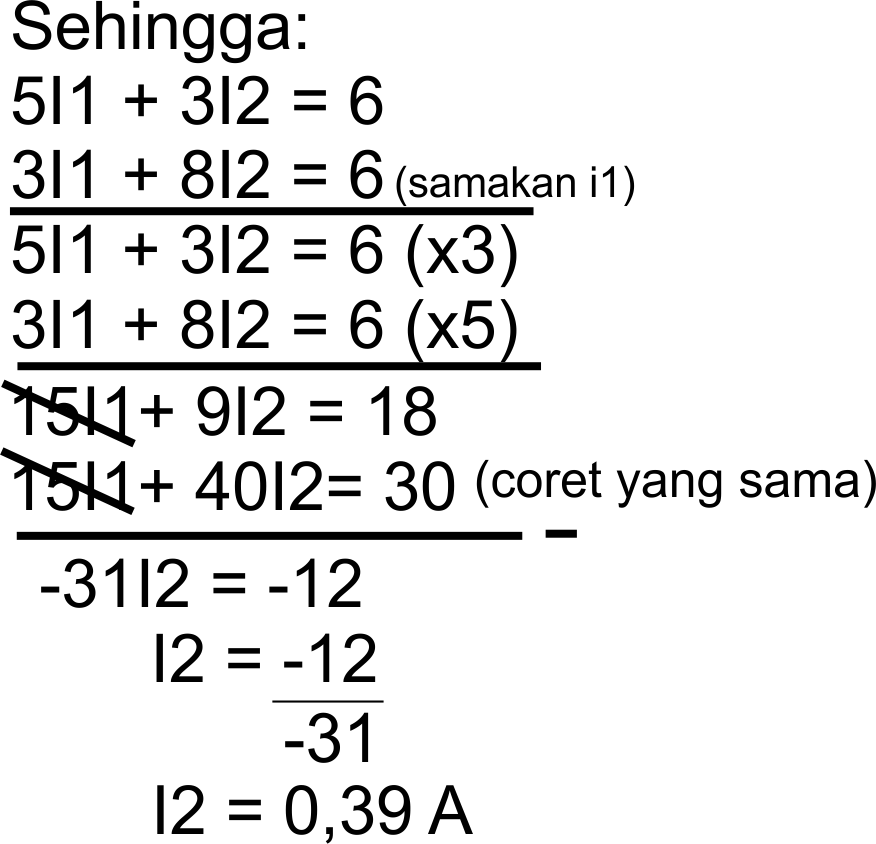 Sehingga:
5I1 + 3I2 = 6
3I1 + 8I2 = 6 (samakan i1)
5I1 + 3I2 = 6 (x3)
3I1 + 8I2 = 6 (x5)
15I1+ 9I2 = 18
15I1+ 40I2= 30 (coret yang sama)
-
-31I2 = -12
I2 = -12
-31
I2 = 0,39 A